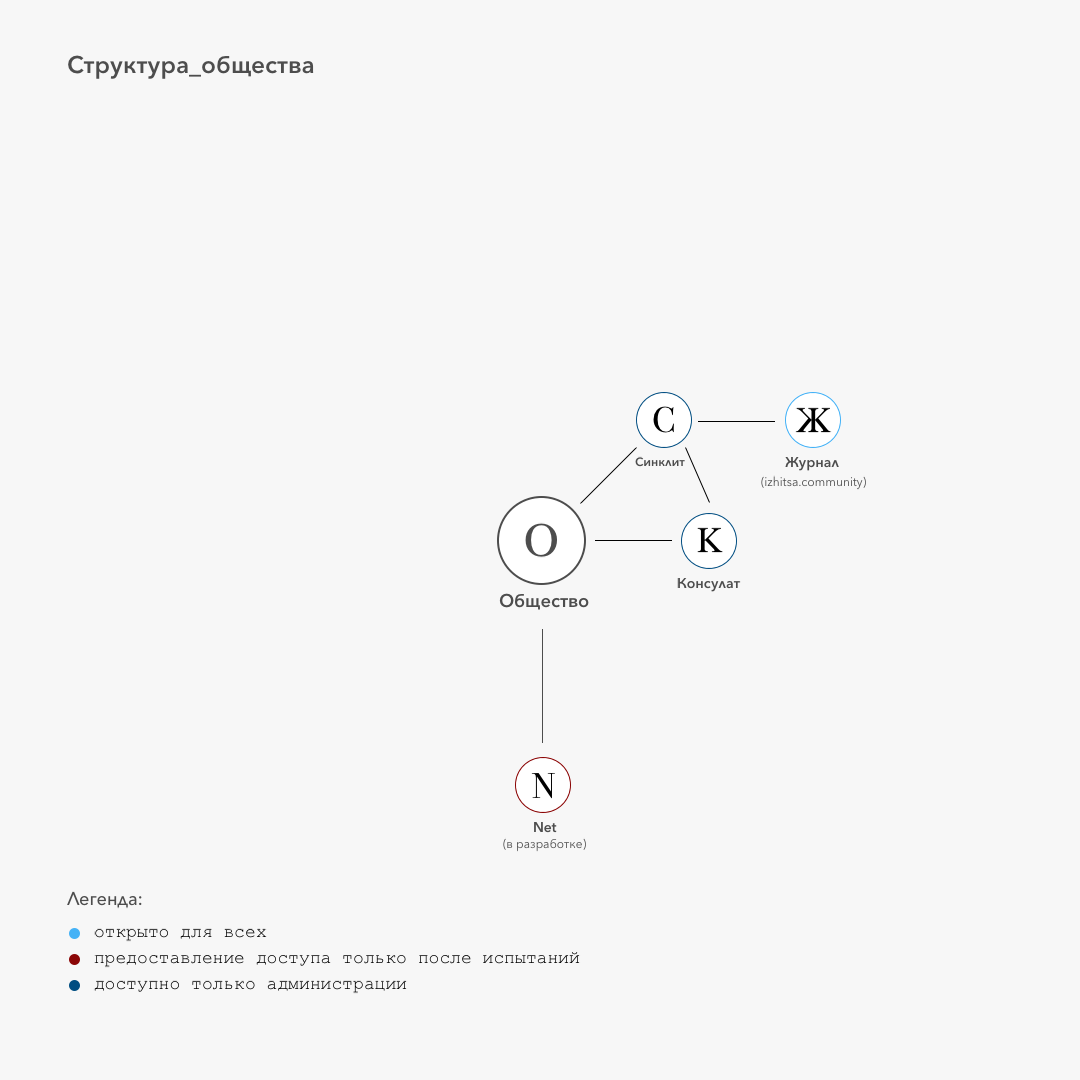 Структура_общества
С
Синклит
Ж
Журнал
(izhitsa.community)
О
Общество
К
Консулат
N
Net
(в разработке)
Легенда:
открыто для всех
предоставление доступа только после испытаний
доступно только администрации